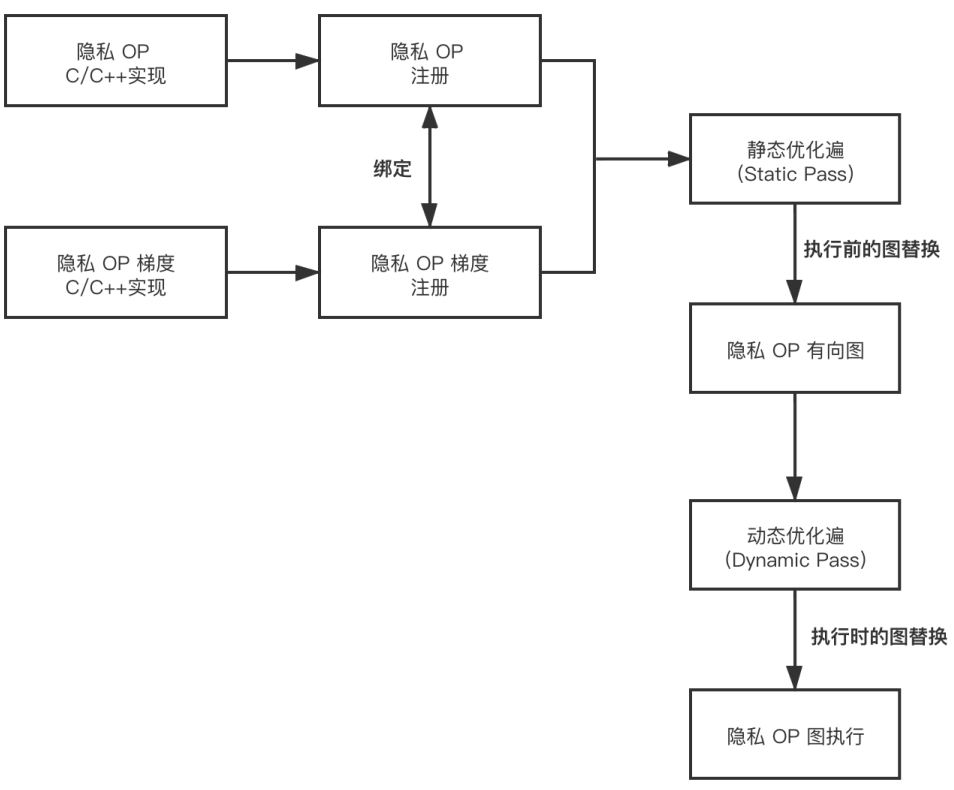 隐私 OP
C/C++实现
隐私 OP
注册
绑定
隐私 OP 梯度
C/C++实现
隐私 OP 梯度
注册
静态优化遍
(Static Pass)
执行前的图替换
隐私 OP 有向图
动态优化遍
(Dynamic Pass)
执行时的图替换
隐私 OP 图执行